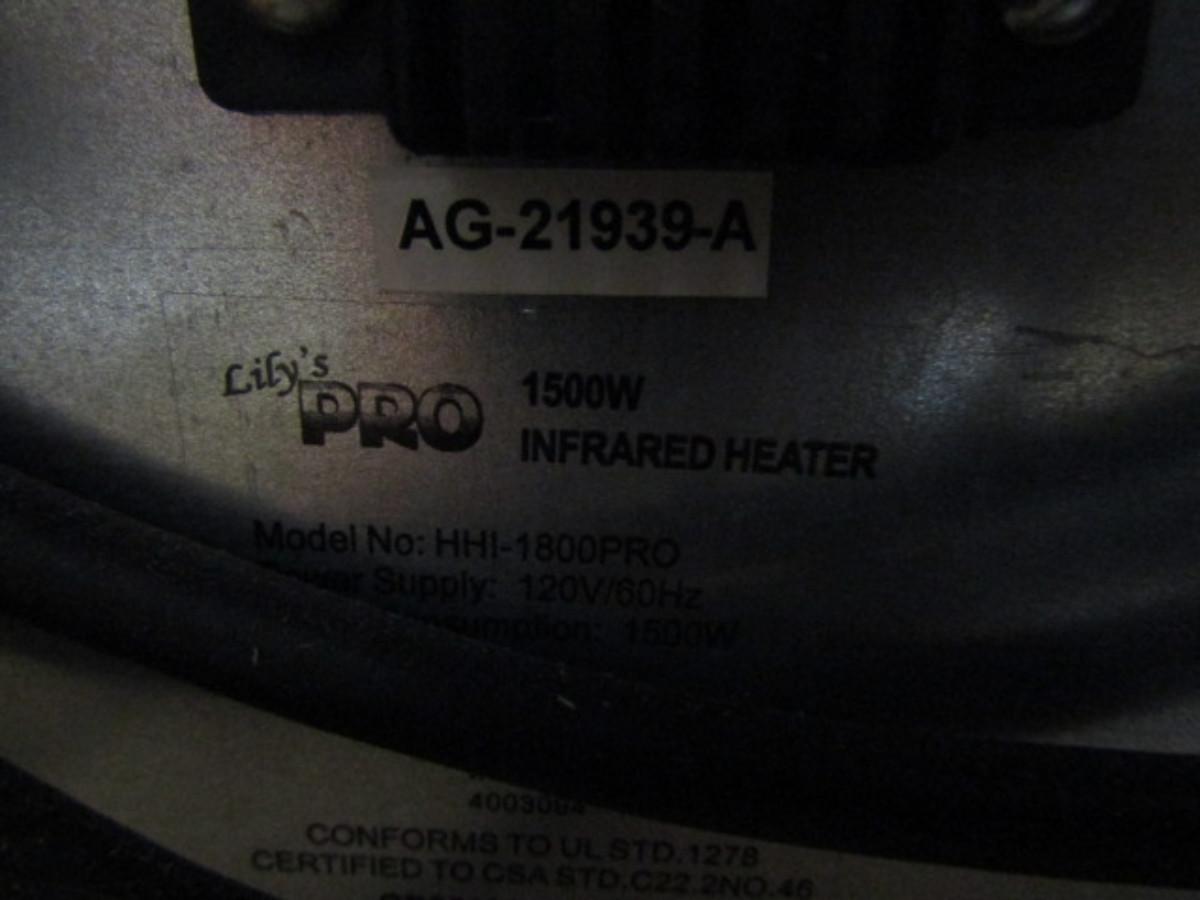 AG-21939-A
Lily's
PRO
1500W
INFRARED HEATER
Model No: HHI-1800PRO
Power Supply: 120V/60Hz
1500W
CONFORMS TO UL STD.1278
CERTIFIED TO CSA STD.C22.2NO.46